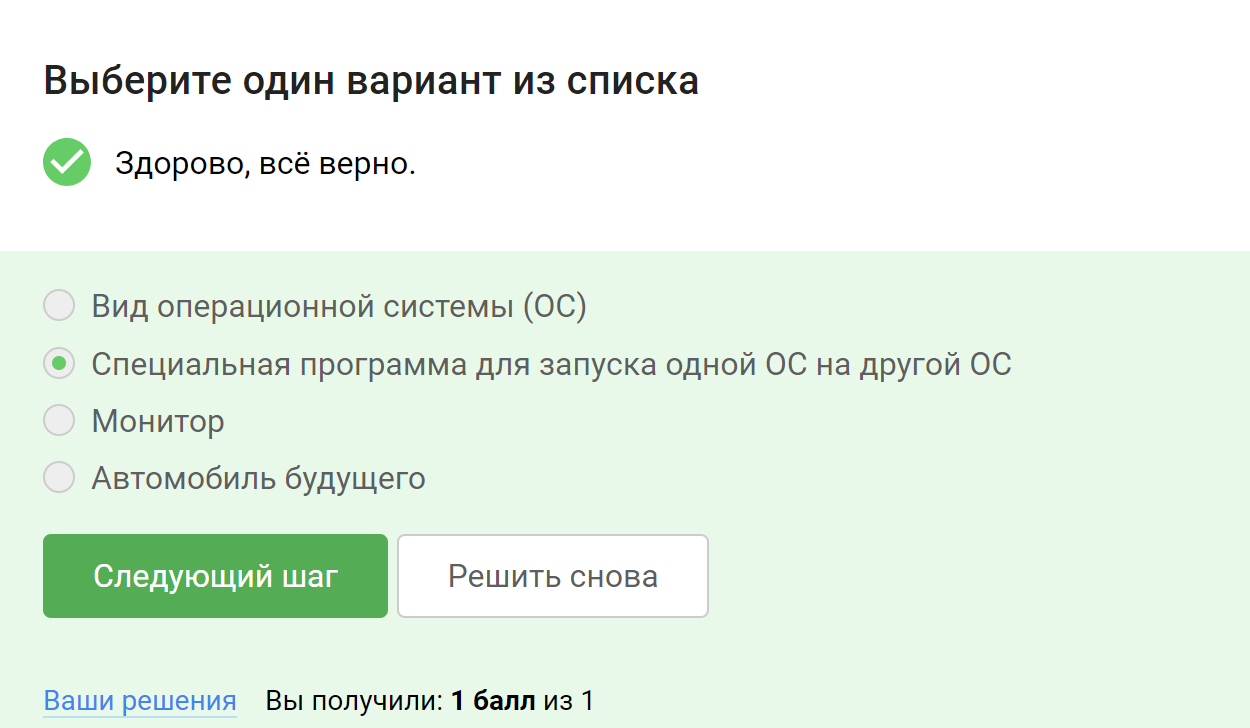 Выберите один вариант из списка
Здорово, всё верно.
Вид операционной системы (ОС)
Специальная программа для запуска одной ОС на другой ОС
Монитор
Автомобиль будущего
Следующий шаг
Решить снова
Ваши решения Вы получили: 1 балл из 1